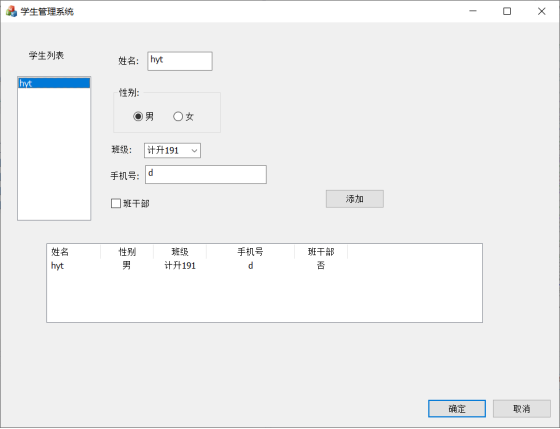 学生管理系统
学生列表
hyt
姓名:
hyt
性别:
男 女
班级:
计升191
手机号:
d
班干部
添加
姓名 性别 班级 手机号 班干部
hyt 男 计升191 d 否
确定 取消